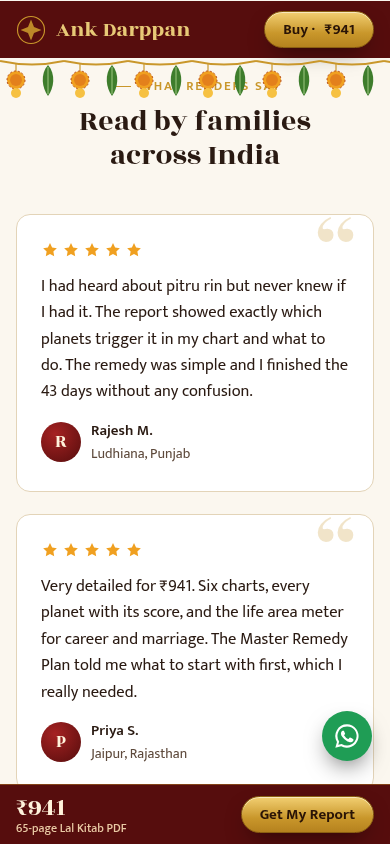 Ank Darppan
Buy · ₹941
Read by families
across India
I had heard about pitru rin but never knew if
I had it. The report showed exactly which
planets trigger it in my chart and what to
do. The remedy was simple and I finished the
43 days without any confusion.
R
Rajesh M.
Ludhiana, Punjab
Very detailed for ₹941. Six charts, every
planet with its score, and the life area meter
for career and marriage. The Master Remedy
Plan told me what to start with first, which I
really needed.
P
Priya S.
Jaipur, Rajasthan
₹941
65-page Lal Kitab PDF
Get My Report